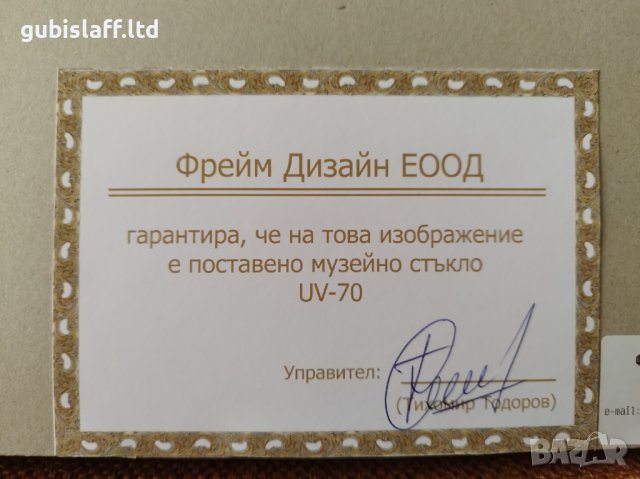 gubislaff.ltd
Фрейм Дизайн ЕООД
гарантира, че на това изображение
е поставено музейно стъкло
UV-70
Управител:
(Тихомир Тодоров)
e-mail:
BAZAR